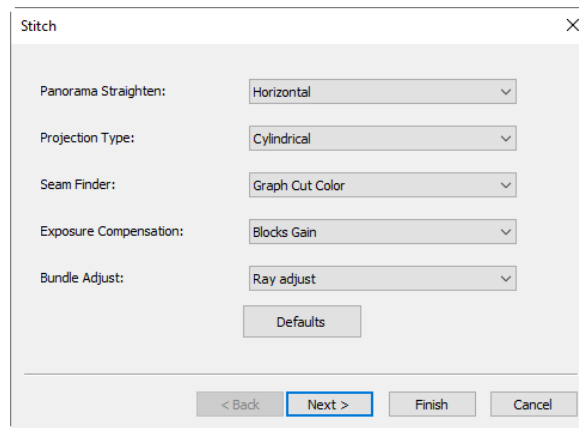 Stitch
Panorama Straighten: Horizontal
Projection Type: Cylindrical
Seam Finder: Graph Cut Color
Exposure Compensation: Blocks Gain
Bundle Adjust: Ray adjust
Defaults
< Back Next > Finish Cancel